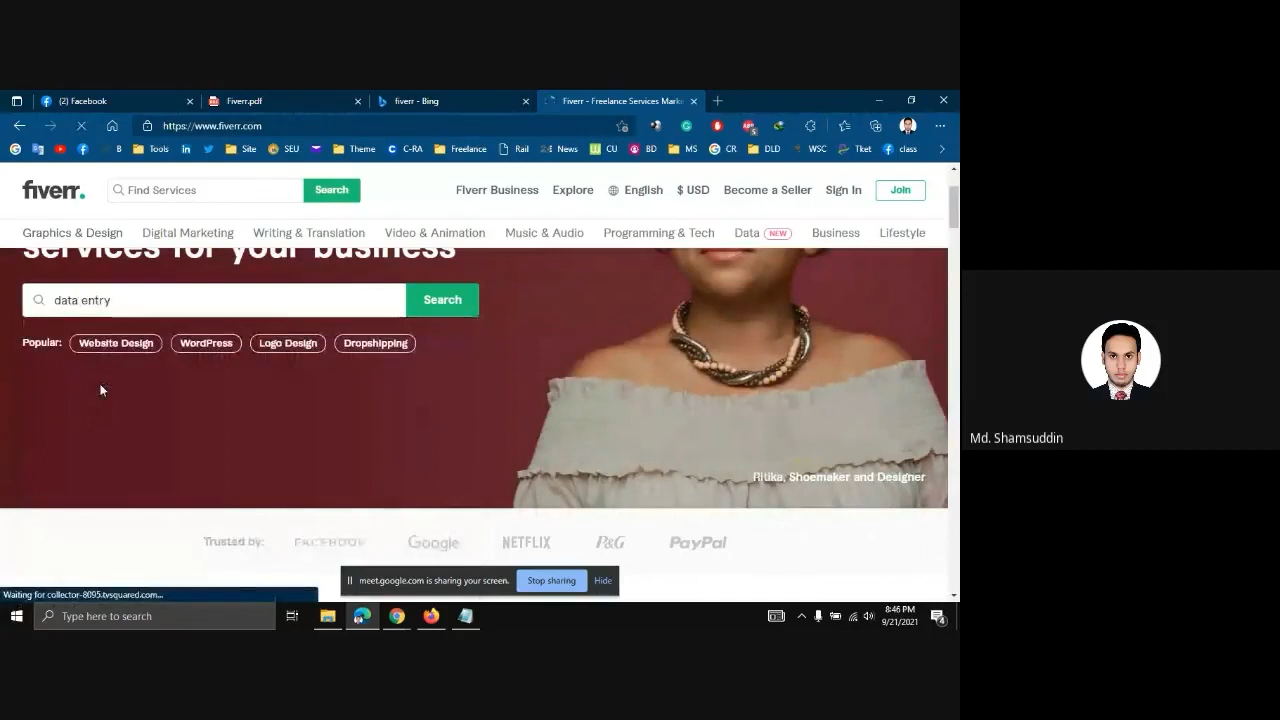 (2) Facebook
Fiverr.pdf
fiverr - Bing
Fiverr - Freelance Services Mark
https://www.fiverr.com
B
Tools
Site
SEU
Theme
C-RA
Freelance
Rail
News
CU
BD
MS
CR
DLD
WSC
Tket
class
fiverr.
Find Services
Search
Fiverr Business
Explore
English
$ USD
Become a Seller
Sign In
Join
Graphics & Design
Digital Marketing
Writing & Translation
Video & Animation
Music & Audio
Programming & Tech
Data NEW
Business
Lifestyle
services for your business
data entry
Search
Popular:
Website Design
WordPress
Logo Design
Dropshipping
Ritika, Shoemaker and Designer
Trusted by:
FACEBOOK
Google
NETFLIX
P&G
PayPal
meet.google.com is sharing your screen.
Stop sharing
Hide
Waiting for collector-8095.tvsquared.com...
Type here to search
8:46 PM
9/21/2021
4
Md. Shamsuddin